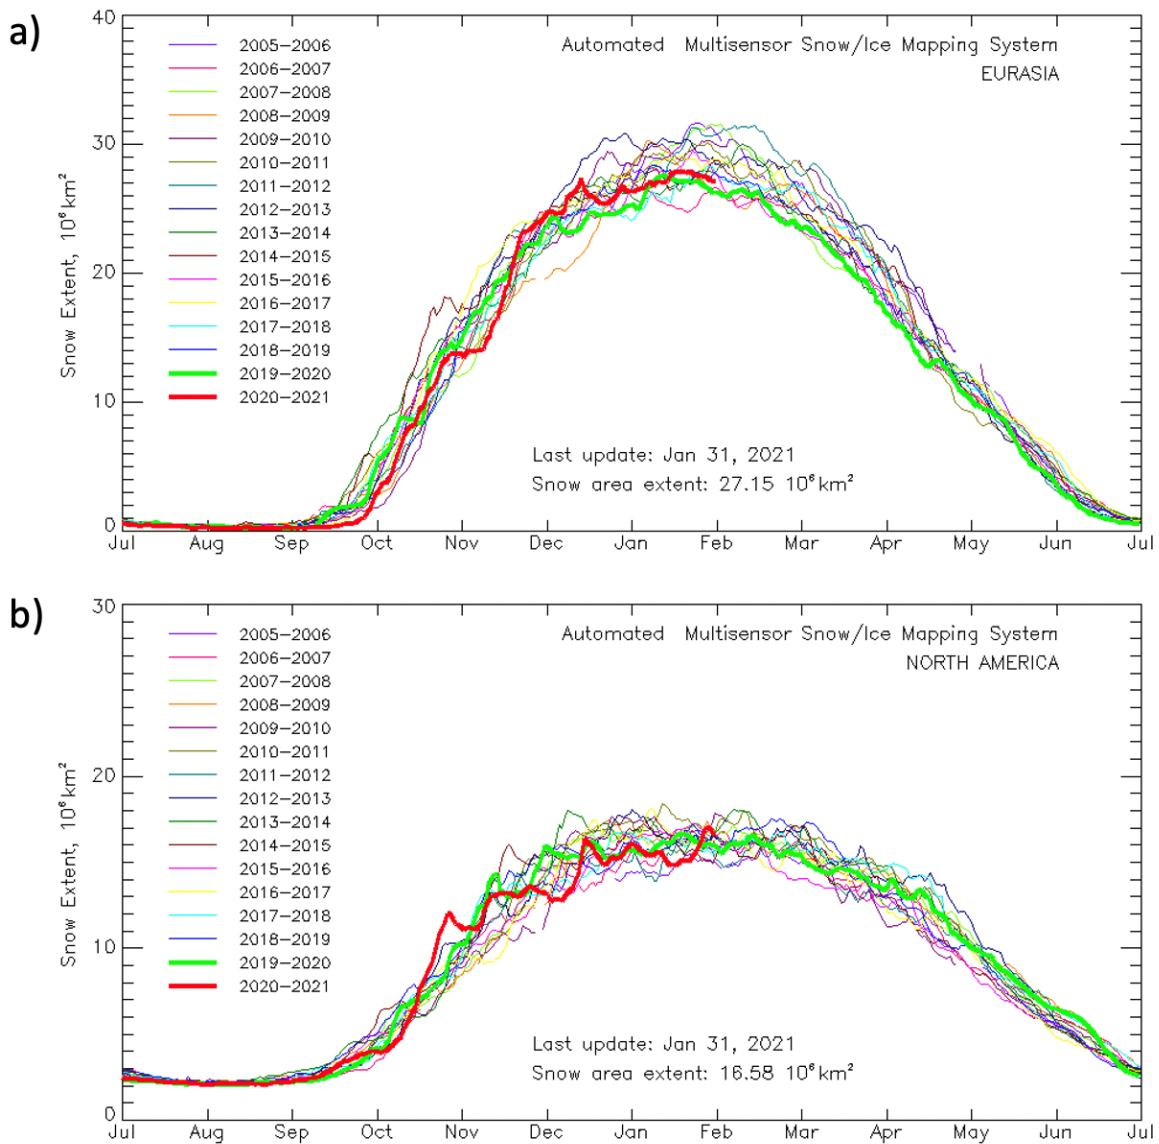 a)
40
30
20
10
0
Snow Extent, 10⁶ km²
2005-2006
2006-2007
2007-2008
2008-2009
2009-2010
2010-2011
2011-2012
2012-2013
2013-2014
2014-2015
2015-2016
2016-2017
2017-2018
2018-2019
2019-2020
2020-2021
Automated Multisensor Snow/Ice Mapping System
EURASIA
Last update: Jan 31, 2021
Snow area extent: 27.15 10⁶ km²
Jul Aug Sep Oct Nov Dec Jan Feb Mar Apr May Jun Jul
b)
30
20
10
0
Snow Extent, 10⁶ km²
2005-2006
2006-2007
2007-2008
2008-2009
2009-2010
2010-2011
2011-2012
2012-2013
2013-2014
2014-2015
2015-2016
2016-2017
2017-2018
2018-2019
2019-2020
2020-2021
Automated Multisensor Snow/Ice Mapping System
NORTH AMERICA
Last update: Jan 31, 2021
Snow area extent: 16.58 10⁶ km²
Jul Aug Sep Oct Nov Dec Jan Feb Mar Apr May Jun Jul